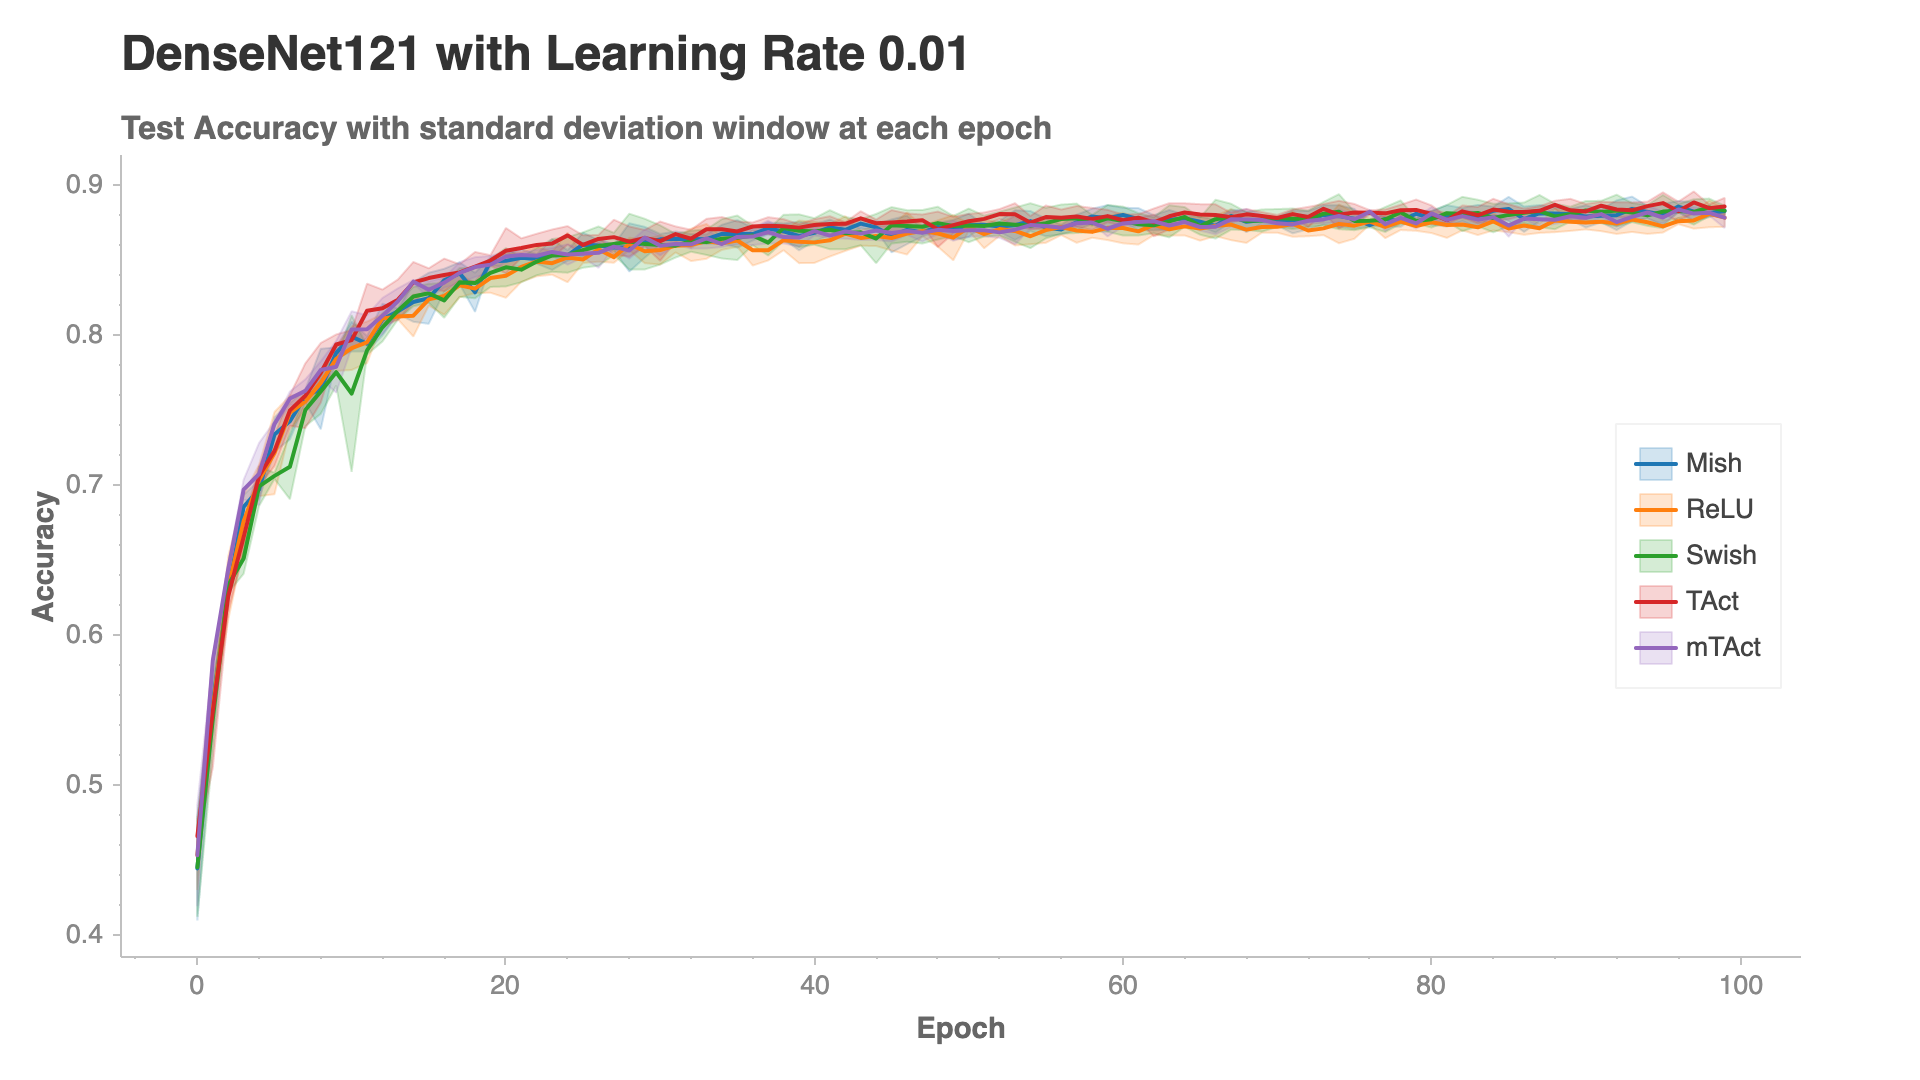 DenseNet121 with Learning Rate 0.01
Test Accuracy with standard deviation window at each epoch
0.9
0.8
0.7
0.6
0.5
0.4
Accuracy
Mish
ReLU
Swish
TAct
mTAct
0 20 40 60 80 100
Epoch